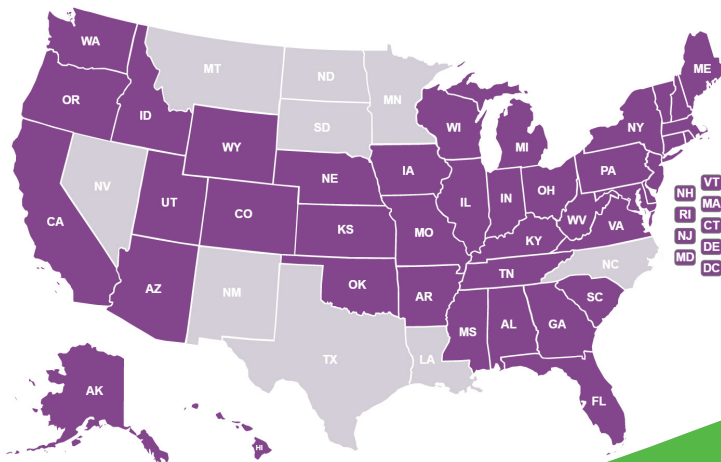 WA
MT
ND
MN
ME
OR
ID
SD
WI
NY
WY
MI
NV
NE
IA
PA
CA
UT
CO
IL
IN
OH
NH
VT
KS
MO
WV
VA
RI
MA
KY
NJ
CT
AZ
NM
OK
AR
TN
NC
MD
DE
DC
SC
MS
AL
GA
TX
LA
AK
FL
HI